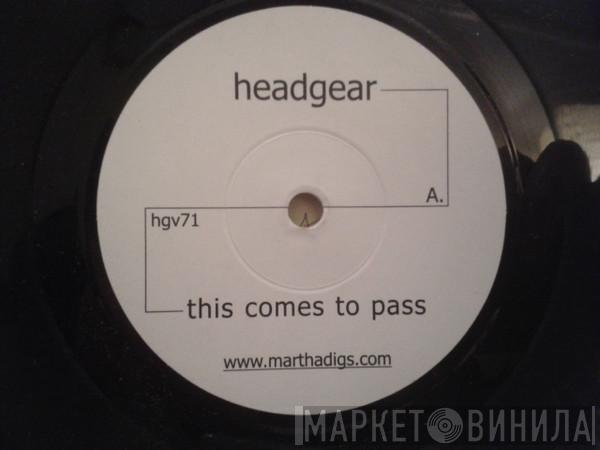 headgear
A.
hgv71
this comes to pass
www.marthadigs.com
МАРКЕТ ВИНИЛА